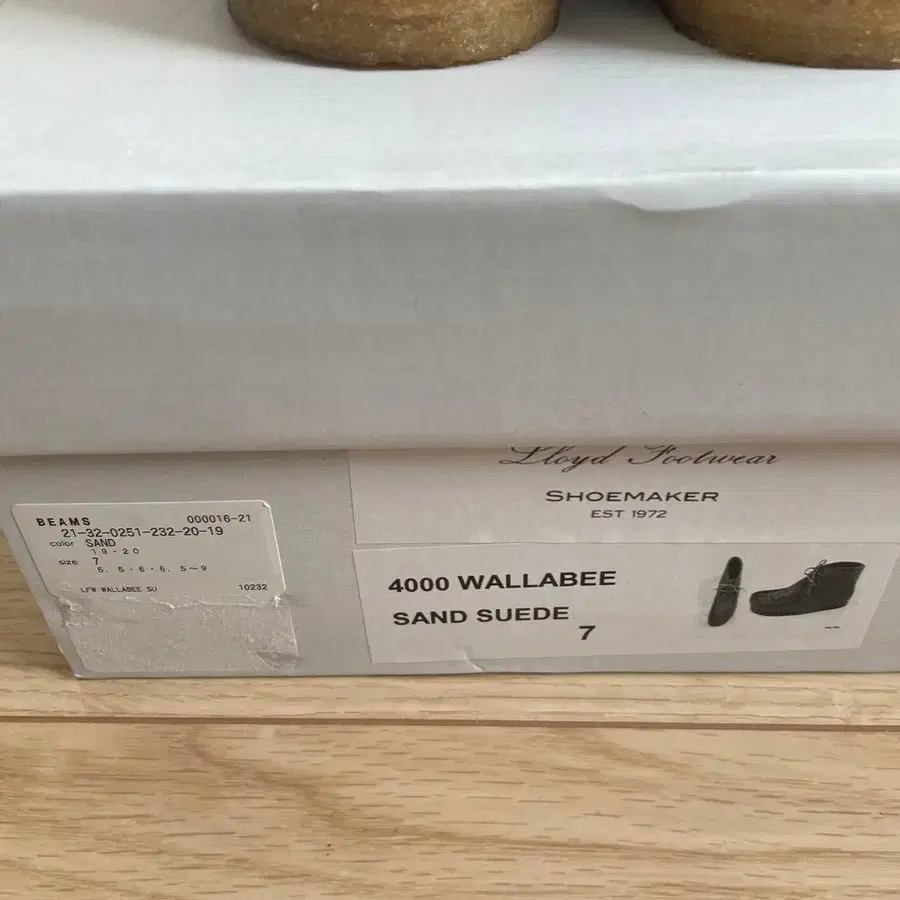 Lloyd Footwear
SHOEMAKER
EST 1972
BEAMS 000016-21
21-32-0251-232-20-19
color SAND
19・20
size 7
5. 5・6・6. 5〜9
LFW WALLABEE SU 10232
4000 WALLABEE
SAND SUEDE
7